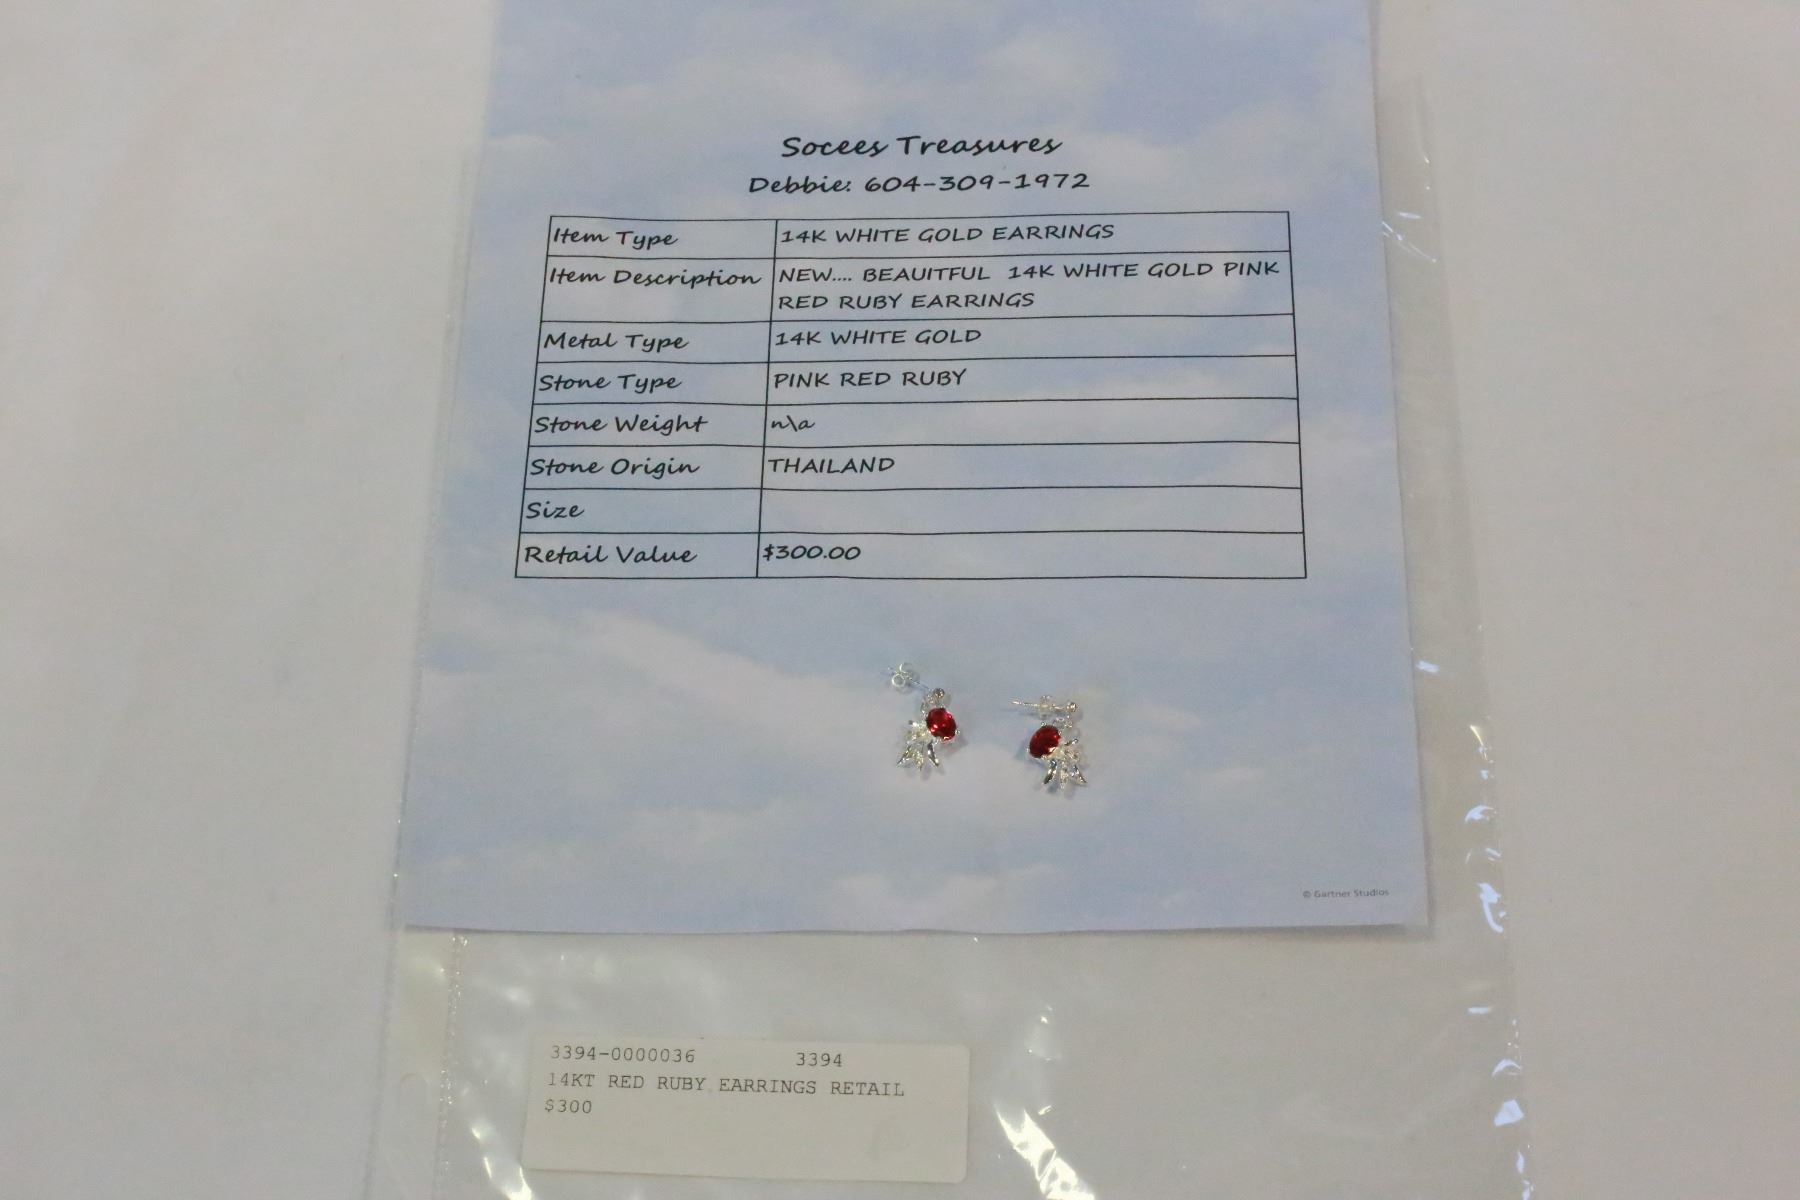 Socees Treasures
Debbie: 604-309-1972
Item Type 14K WHITE GOLD EARRINGS
Item Description NEW.... BEAUITFUL 14K WHITE GOLD PINK
RED RUBY EARRINGS
Metal Type 14K WHITE GOLD
Stone Type PINK RED RUBY
Stone Weight n\a
Stone Origin THAILAND
Size
Retail Value $300.00
© Gartner Studios
3394-0000036 3394
14KT RED RUBY EARRINGS RETAIL
$300